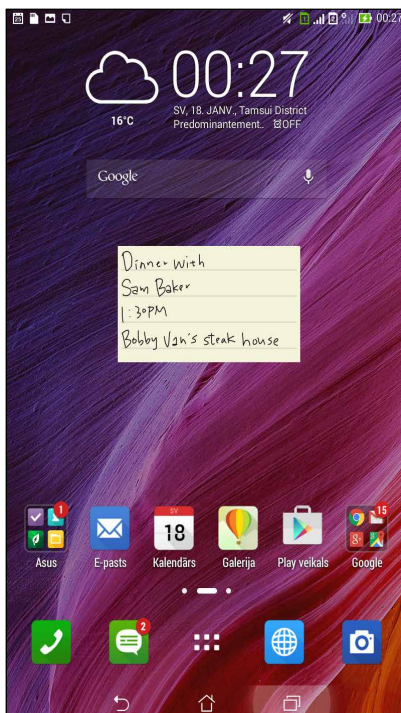 00:27
00:27
16°C
SV, 18. JANV., Tamsui District
Predominantement.. OFF
Google
Dinner with
Sam Baker
1:30PM
Bobby Van's steak house
1
SV
18
15
Asus
E-pasts
Kalendārs
Galerija
Play veikals
Google
2